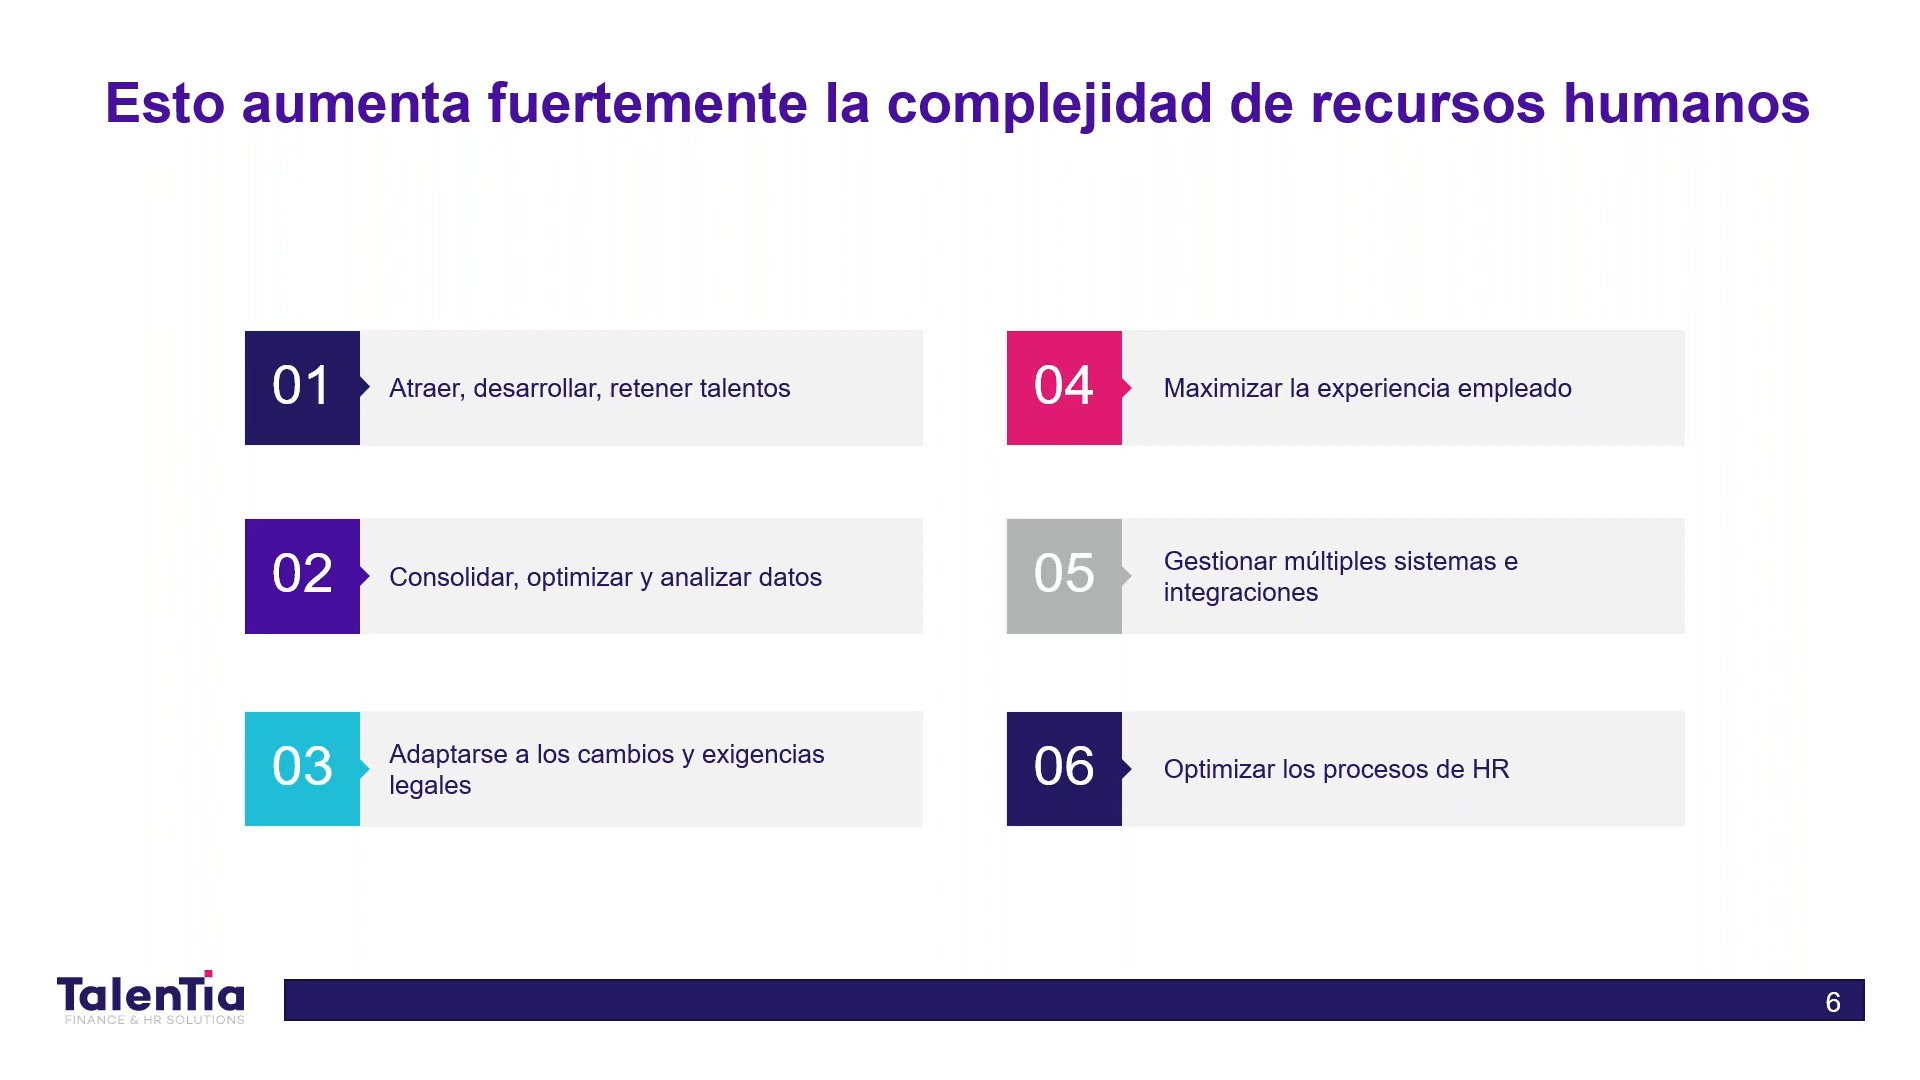 Esto aumenta fuertemente la complejidad de recursos humanos
01
Atraer, desarrollar, retener talentos
02
Consolidar, optimizar y analizar datos
03
Adaptarse a los cambios y exigencias
legales
04
Maximizar la experiencia empleado
05
Gestionar múltiples sistemas e
integraciones
06
Optimizar los procesos de HR
TalenTia
FINANCE & HR SOLUTIONS
6